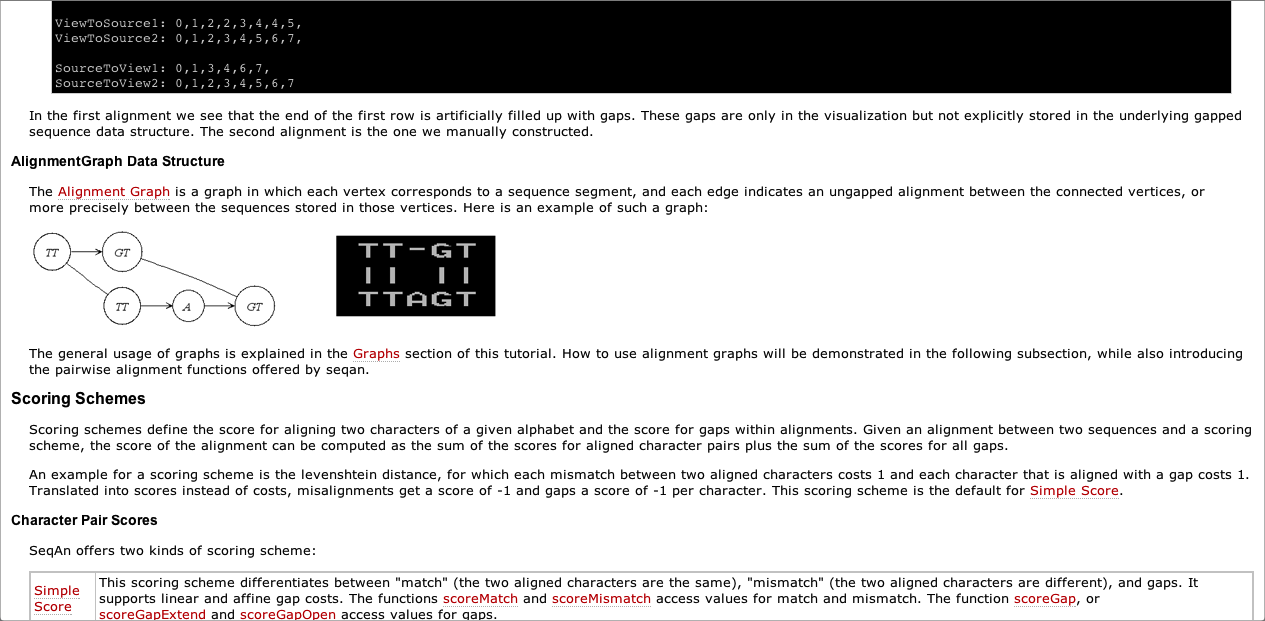 ViewToSource1: 0,1,2,2,3,4,4,5,
ViewToSource2: 0,1,2,3,4,5,6,7,
SourceToView1: 0,1,3,4,6,7,
SourceToView2: 0,1,2,3,4,5,6,7
In the first alignment we see that the end of the first row is artificially filled up with gaps. These gaps are only in the visualization but not explicitly stored in the underlying gapped
sequence data structure. The second alignment is the one we manually constructed.
AlignmentGraph Data Structure
The Alignment Graph is a graph in which each vertex corresponds to a sequence segment, and each edge indicates an ungapped alignment between the connected vertices, or
more precisely between the sequences stored in those vertices. Here is an example of such a graph:
TT GT
TT A GT
TT-GT
|| ||
TTAGT
The general usage of graphs is explained in the Graphs section of this tutorial. How to use alignment graphs will be demonstrated in the following subsection, while also introducing
the pairwise alignment functions offered by seqan.
Scoring Schemes
Scoring schemes define the score for aligning two characters of a given alphabet and the score for gaps within alignments. Given an alignment between two sequences and a scoring
scheme, the score of the alignment can be computed as the sum of the scores for aligned character pairs plus the sum of the scores for all gaps.
An example for a scoring scheme is the levenshtein distance, for which each mismatch between two aligned characters costs 1 and each character that is aligned with a gap costs 1.
Translated into scores instead of costs, misalignments get a score of -1 and gaps a score of -1 per character. This scoring scheme is the default for Simple Score.
Character Pair Scores
SeqAn offers two kinds of scoring scheme:
Simple
Score
This scoring scheme differentiates between "match" (the two aligned characters are the same), "mismatch" (the two aligned characters are different), and gaps. It
supports linear and affine gap costs. The functions scoreMatch and scoreMismatch access values for match and mismatch. The function scoreGap, or
scoreGapExtend and scoreGapOpen access values for gaps.